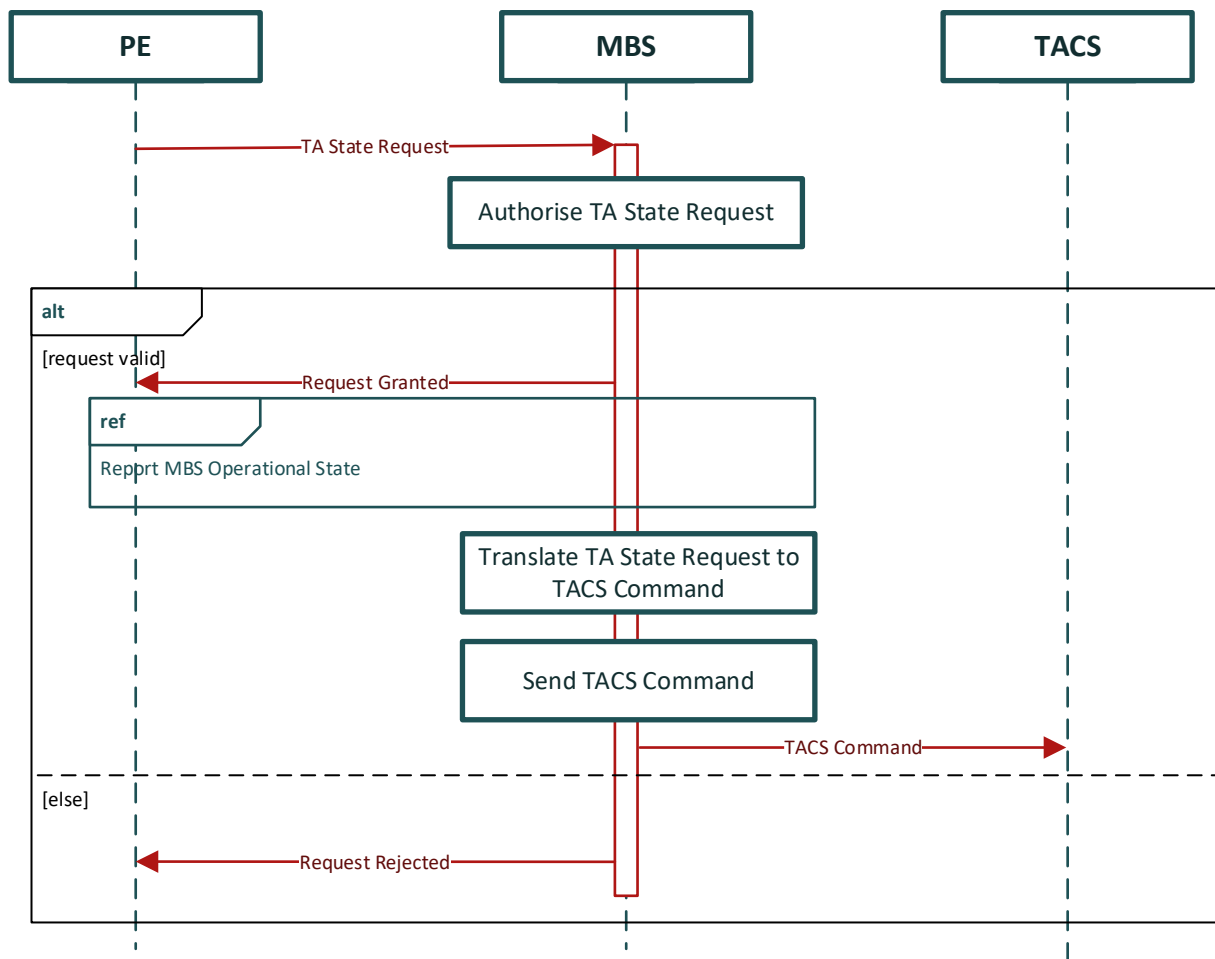 PE
MBS
TACS
TA State Request
Authorise TA State Request
alt
[request valid]
Request Granted
ref
Report MBS Operational State
Translate TA State Request to
TACS Command
Send TACS Command
TACS Command
[else]
Request Rejected